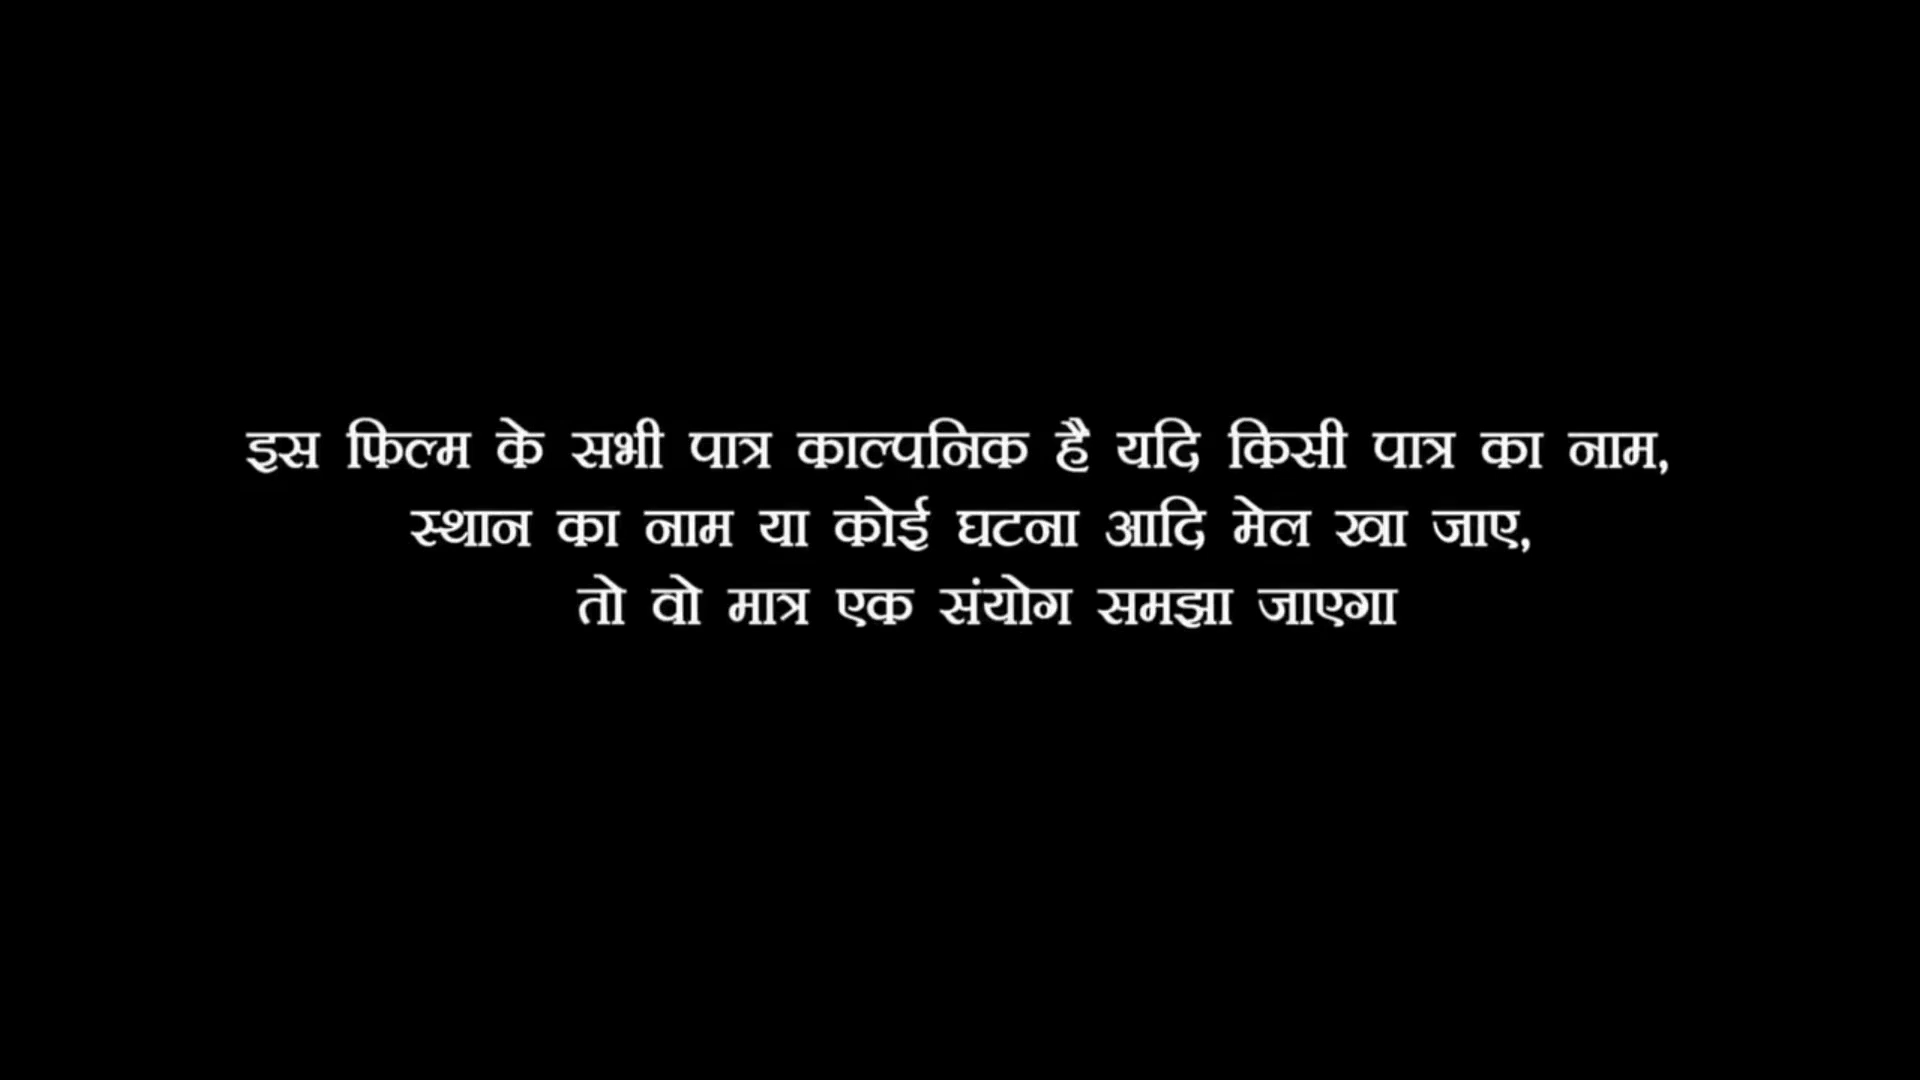 इस फिल्म के सभी पात्र काल्पनिक है यदि किसी पात्र का नाम,
स्थान का नाम या कोई घटना आदि मेल खा जाए,
तो वो मात्र एक संयोग समझा जाएगा